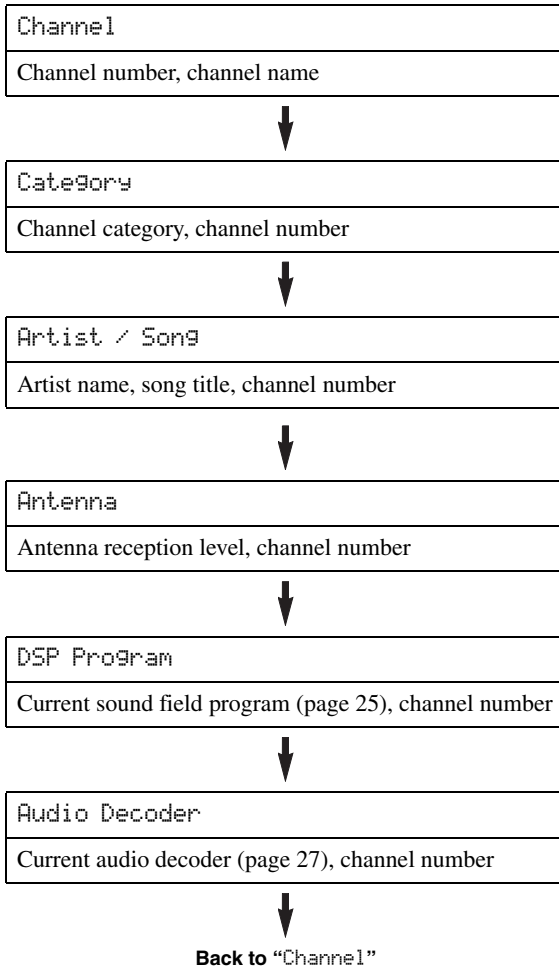 Channel
Channel number, channel name
Category
Channel category, channel number
Artist / Song
Artist name, song title, channel number
Antenna
Antenna reception level, channel number
DSP Program
Current sound field program (page 25), channel number
Audio Decoder
Current audio decoder (page 27), channel number
Back to “Channel”